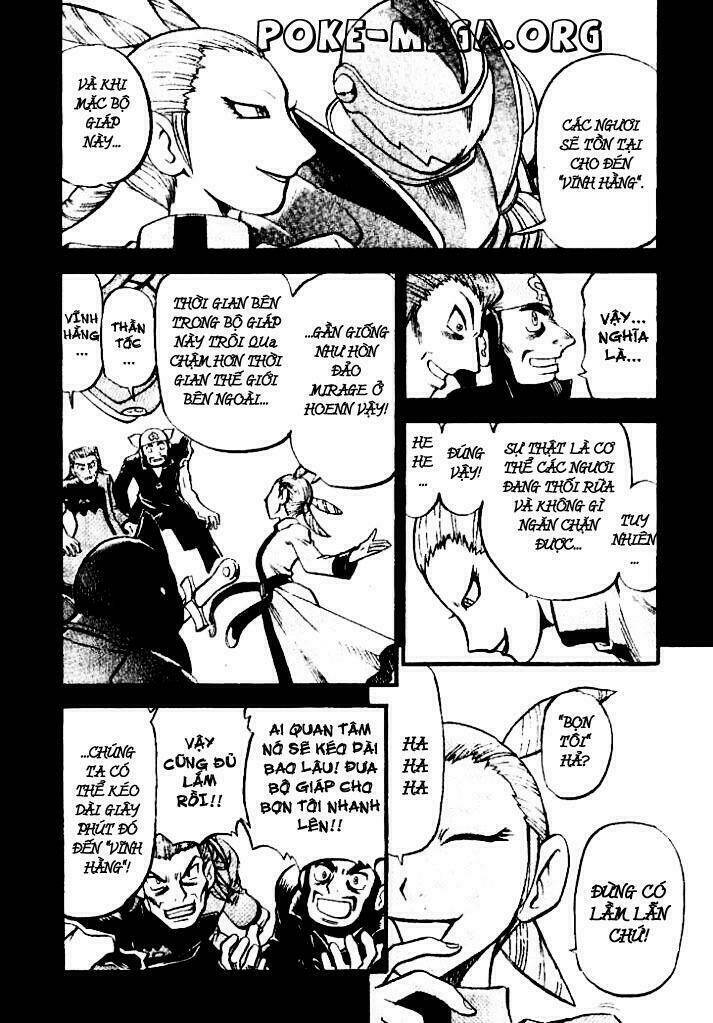 POKE-MEGA.ORG
VÀ KHI
MẶC BỘ
GIÁP
NÀY...
CÁC NGƯƠI
SẼ TỒN TẠI
CHO ĐẾN
"VĨNH HẰNG".
VẬY...
NGHĨA
LÀ...
THỜI GIAN BÊN
TRONG BỘ GIÁP
NÀY TRÔI QUA
CHẬM HƠN THỜI
GIAN THẾ GIỚI
BÊN NGOÀI...
...GẦN GIỐNG
NHƯ HÒN
ĐẢO
MIRAGE Ở
HOENN VẬY!
THẦN
TỐC
...
VĨNH
HẰNG
...
TUY
NHIÊN
...
SỰ THẬT LÀ CƠ
THỂ CÁC NGƯƠI
ĐANG THỐI RỮA
VÀ KHÔNG GÌ
NGĂN CHẶN
ĐƯỢC...
ĐÚNG
VẬY!
HE
HE
...
...CHÚNG
TA CÓ
THỂ KÉO
DÀI GIÂY
PHÚT ĐÓ
ĐẾN "VĨNH
HẰNG"!
VẬY
CŨNG ĐỦ
LẮM
RỒI!!
AI QUAN TÂM
NÓ SẼ KÉO DÀI
BAO LÂU! ĐƯA
BỘ GIÁP CHO
BỌN TÔI NHANH
LÊN!!
HA
HA
HA
"BỌN
TÔI"
HẢ?
ĐỪNG CÓ
LẦM LẪN
CHỨ!